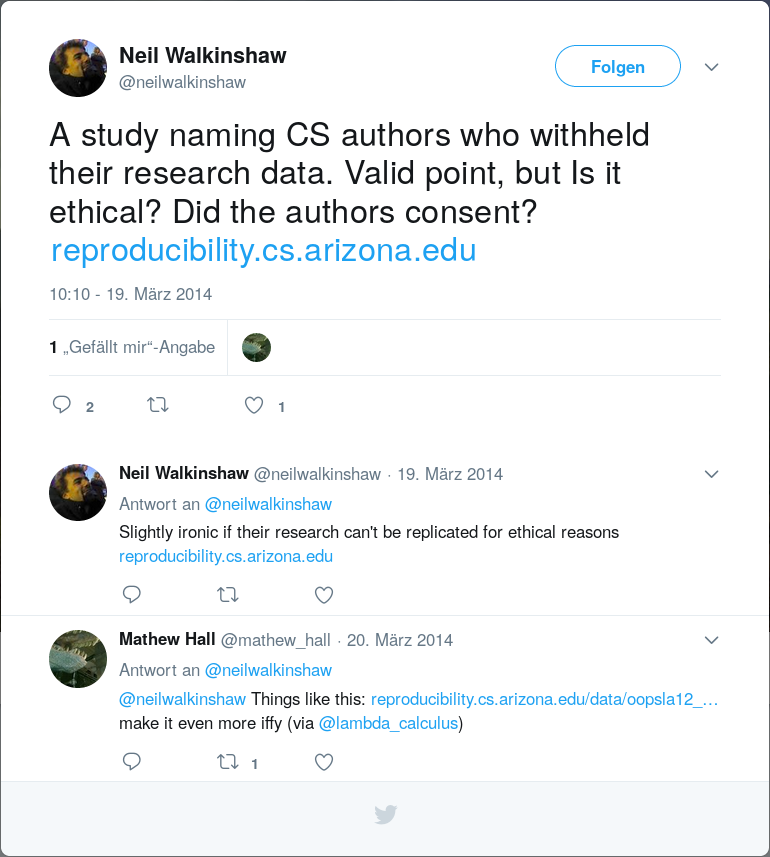 Neil Walkinshaw
@neilwalkinshaw
Folgen
A study naming CS authors who withheld
their research data. Valid point, but Is it
ethical? Did the authors consent?
reproducibility.cs.arizona.edu
10:10 - 19. März 2014
1 „Gefällt mir“-Angabe
2
1
Neil Walkinshaw @neilwalkinshaw · 19. März 2014
Antwort an @neilwalkinshaw
Slightly ironic if their research can't be replicated for ethical reasons
reproducibility.cs.arizona.edu
Mathew Hall @mathew_hall · 20. März 2014
Antwort an @neilwalkinshaw
@neilwalkinshaw Things like this: reproducibility.cs.arizona.edu/data/oopsla12_…
make it even more iffy (via @lambda_calculus)
1